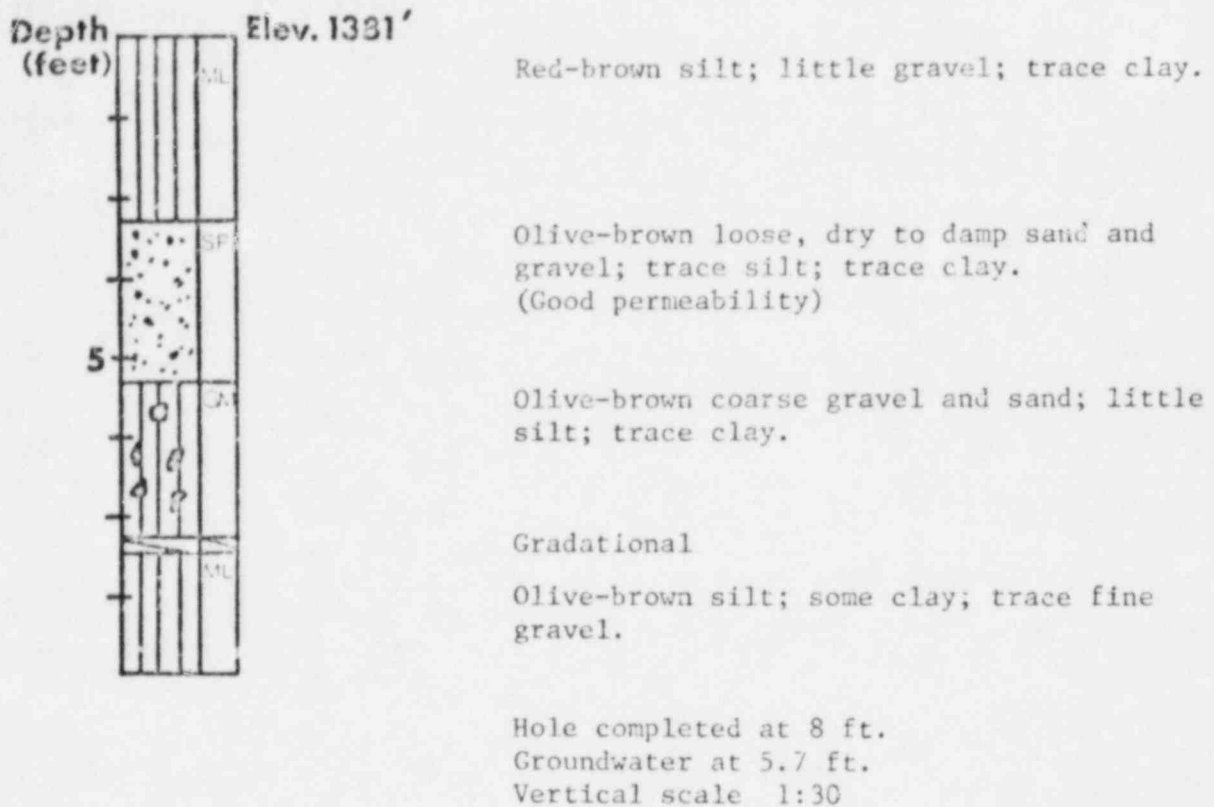 Depth Elev. 1381'
(feet)
ML
Red-brown silt; little gravel; trace clay.
SP
Olive-brown loose, dry to damp sand and
gravel; trace silt; trace clay.
(Good permeability)
5
GM
Olive-brown coarse gravel and sand; little
silt; trace clay.
Gradational
ML
Olive-brown silt; some clay; trace fine
gravel.
Hole completed at 8 ft.
Groundwater at 5.7 ft.
Vertical scale 1:30